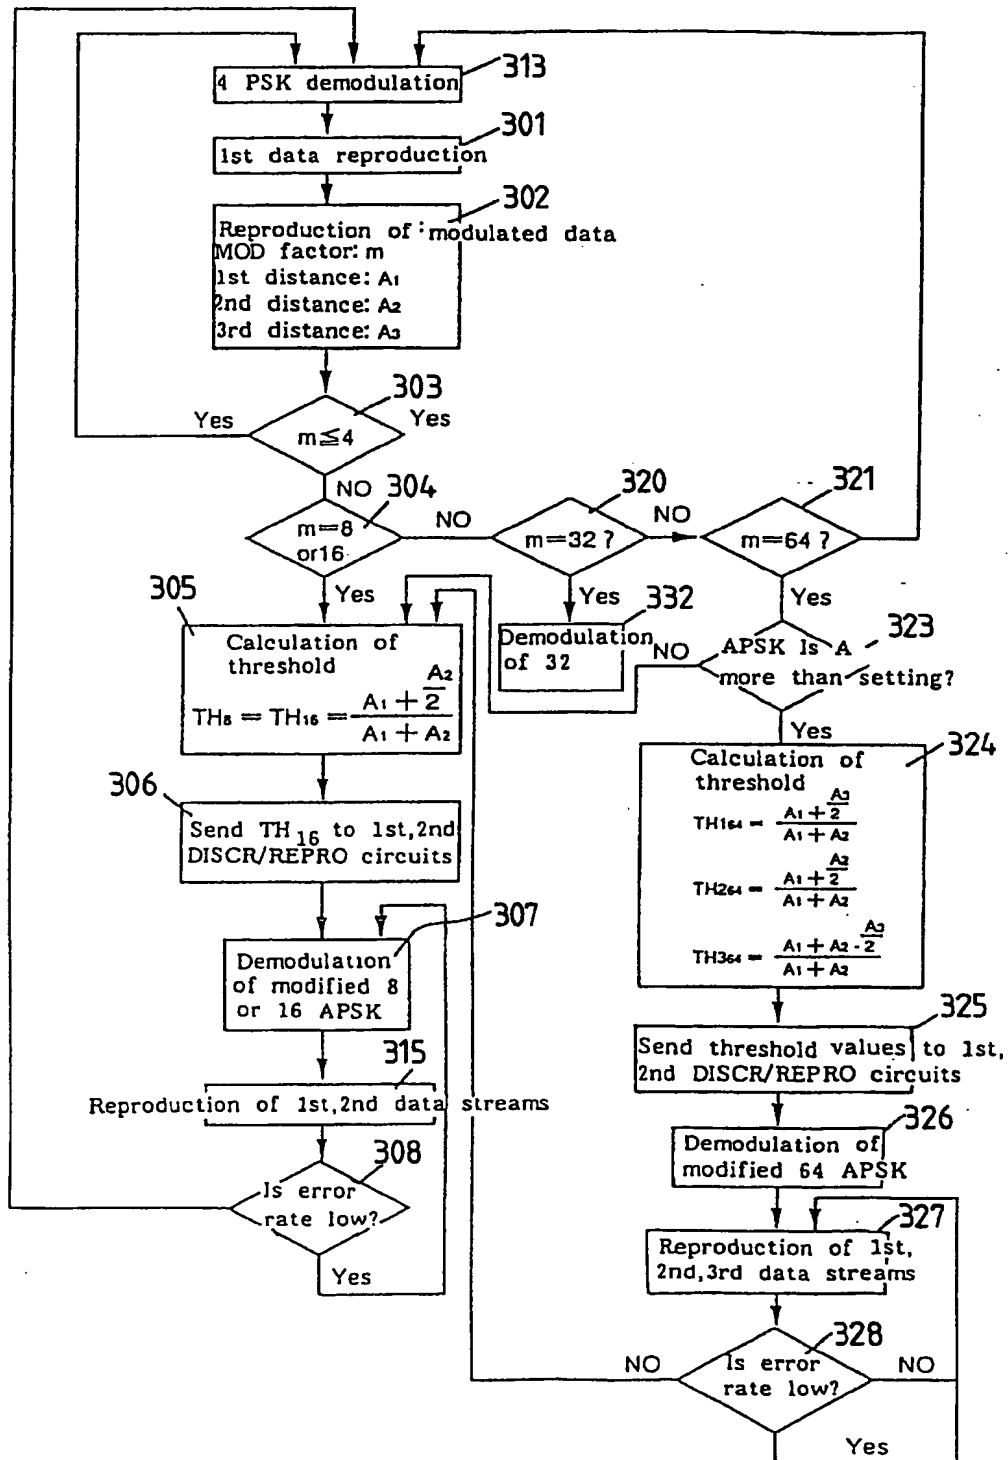 313
4 PSK demodulation
301
1st data reproduction
302
Reproduction of : modulated data
MOD factor: m
1st distance: A1
2nd distance: A2
3rd distance: A3
303
Yes
Yes
m≦4
NO
304
m=8
or16
NO
Yes
320
m=32 ?
NO
Yes
321
m=64 ?
Yes
305
Calculation of
threshold
TH8 = TH16 = (A1 + A2/2) / (A1 + A2)
332
Demodulation
of 32
323
APSK Is A
more than setting?
NO
Yes
306
Send TH16 to 1st,2nd
DISCR/REPRO circuits
324
Calculation of
threshold
TH164 = (A1 + A3/2) / (A1 + A2)
TH264 = (A1 + A2/2) / (A1 + A2)
TH364 = (A1 + A2 - A3/2) / (A1 + A2)
307
Demodulation
of modified 8
or 16 APSK
325
Send threshold values to 1st,
2nd DISCR/REPRO circuits
315
Reproduction of 1st,2nd data streams
326
Demodulation of
modified 64 APSK
308
Is error
rate low?
Yes
327
Reproduction of 1st,
2nd,3rd data streams
328
Is error
rate low?
NO
NO
Yes